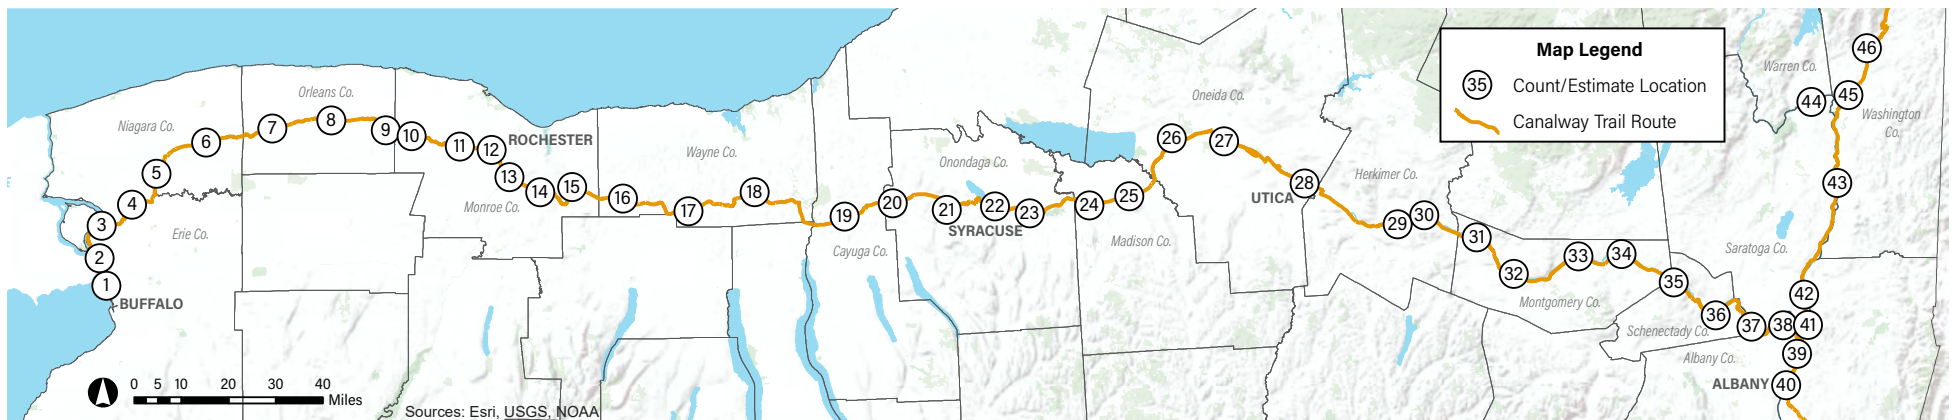 Map Legend
35 Count/Estimate Location
Canalway Trail Route
46
Warren Co.
44
45
Washington
Co.
Oneida Co.
Orleans Co.
Niagara Co.
5
6
7
8
9
10
11
12
ROCHESTER
13
14
15
Monroe Co.
Wayne Co.
16
17
18
19
20
Cayuga Co.
Onondaga Co.
21
22
23
SYRACUSE
24
25
26
27
28
UTICA
Madison Co.
Herkimer Co.
29
30
31
32
33
34
35
Montgomery Co.
36
Schenectady Co.
37
38
41
42
43
Saratoga Co.
39
Albany Co.
ALBANY
40
4
3
2
1
Erie Co.
BUFFALO
0 5 10 20 30 40
Miles
Sources: Esri, USGS, NOAA